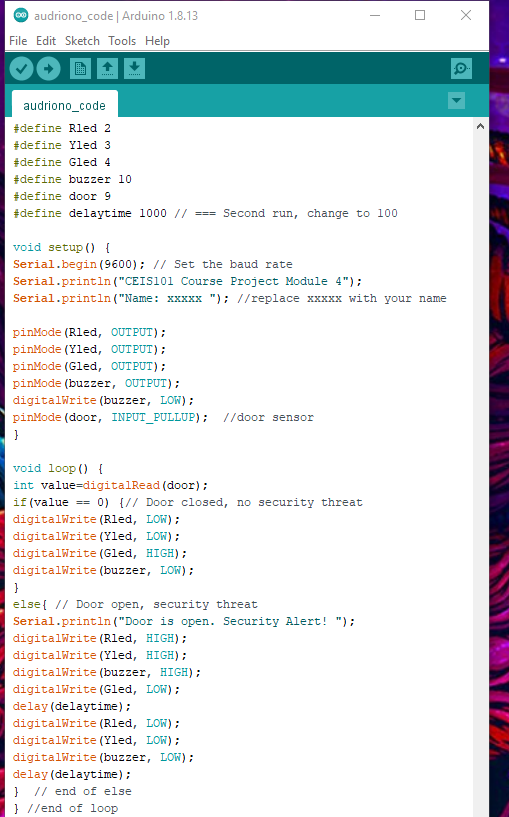 audriono_code | Arduino 1.8.13
File Edit Sketch Tools Help
audriono_code
#define Rled 2
#define Yled 3
#define Gled 4
#define buzzer 10
#define door 9
#define delaytime 1000 // === Second run, change to 100
void setup() {
Serial.begin(9600); // Set the baud rate
Serial.println("CEIS101 Course Project Module 4");
Serial.println("Name: xxxxx "); //replace xxxxx with your name
pinMode(Rled, OUTPUT);
pinMode(Yled, OUTPUT);
pinMode(Gled, OUTPUT);
pinMode(buzzer, OUTPUT);
digitalWrite(buzzer, LOW);
pinMode(door, INPUT_PULLUP);  //door sensor
}
void loop() {
int value=digitalRead(door);
if(value == 0) {// Door closed, no security threat
digitalWrite(Rled, LOW);
digitalWrite(Yled, LOW);
digitalWrite(Gled, HIGH);
digitalWrite(buzzer, LOW);
}
else{ // Door open, security threat
Serial.println("Door is open. Security Alert! ");
digitalWrite(Rled, HIGH);
digitalWrite(Yled, HIGH);
digitalWrite(buzzer, HIGH);
digitalWrite(Gled, LOW);
delay(delaytime);
digitalWrite(Rled, LOW);
digitalWrite(Yled, LOW);
digitalWrite(buzzer, LOW);
delay(delaytime);
}  // end of else
} //end of loop